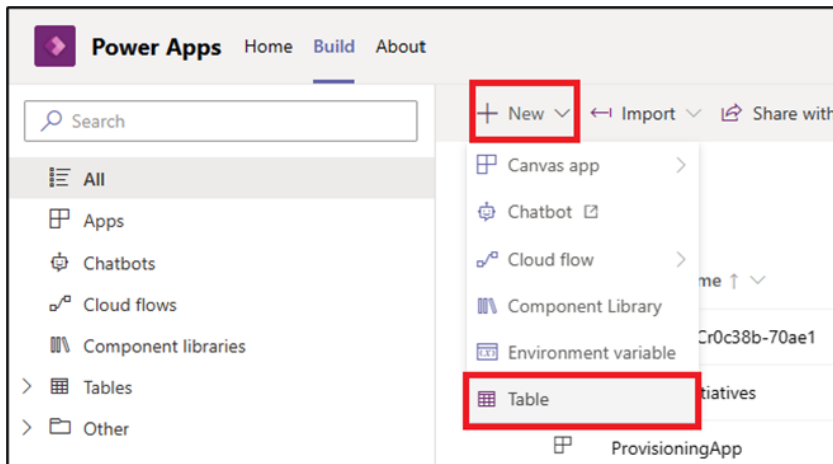 Power Apps Home Build About
Search
New Import Share with
All
Apps
Chatbots
Cloud flows
Component libraries
Tables
Other
Canvas app
Chatbot
Cloud flow
Component Library
Environment variable
Table
me ↑
Cr0c38b-70ae1
tiatives
ProvisioningApp